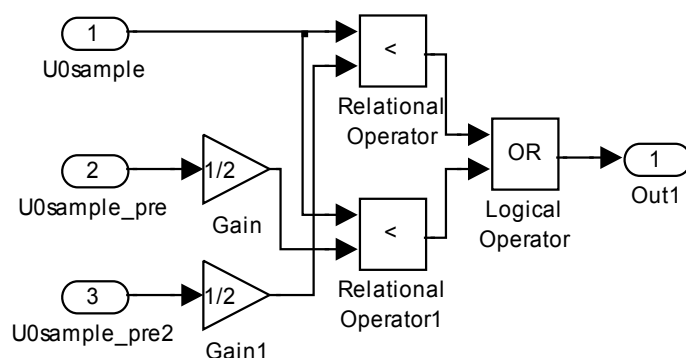 1
U0sample
<
Relational
Operator
2
U0sample_pre
1/2
Gain
OR
Logical
Operator
1
Out1
<
Relational
Operator1
3
U0sample_pre2
1/2
Gain1